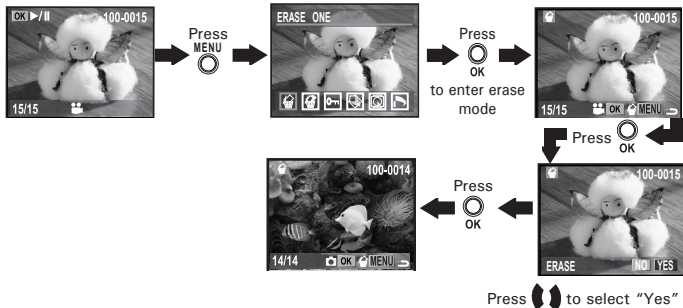 OK ▶/II 100-0015
15/15
Press
MENU
ERASE ONE
Press
OK
to enter erase
mode
100-0015
15/15 OK MENU
Press OK
100-0015
ERASE NO YES
Press to select “Yes”
Press
OK
100-0014
14/14 OK MENU